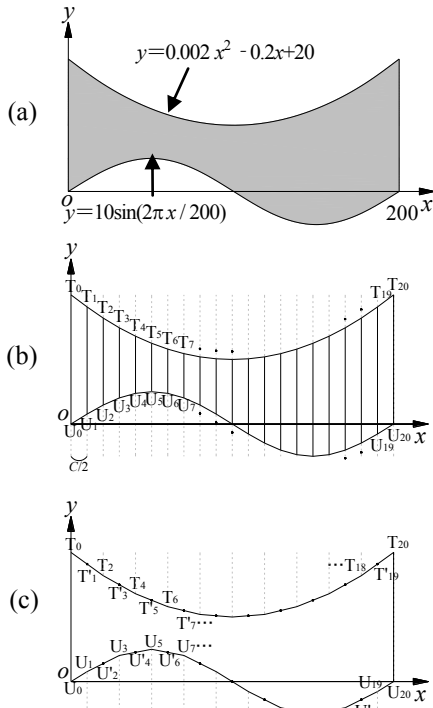 y
y=0.002 x² - 0.2x+20
(a)
o
y=10sin(2π x / 200)
200 x
y
T₀ T₁ T₂ T₃ T₄ T₅ T₆ T₇ . . . T₁₉ T₂₀
(b)
o
U₀ U₁ U₂ U₃ U₄ U₅ U₆ U₇ U₁₉ U₂₀ x
C/2
y
T₀ T₂ T₄ T₆ ···T₁₈ T₂₀
T'₁ T'₃ T'₅ T'₇··· T'₁₉
(c)
U₁ U₃ U₅ U₇···
o U'₂ U'₄ U'₆ U₁₉
U₀ U₂₀ x